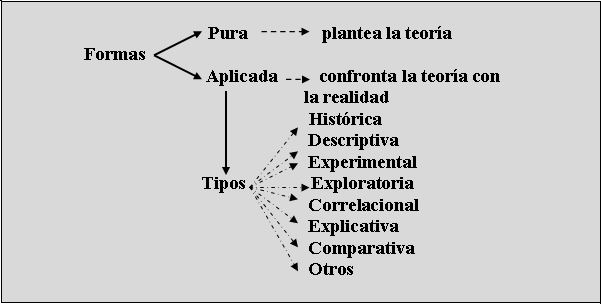 Pura plantea la teoría
Formas
Aplicada confronta la teoría con
la realidad
Histórica
Descriptiva
Experimental
Tipos Exploratoria
Correlacional
Explicativa
Comparativa
Otros